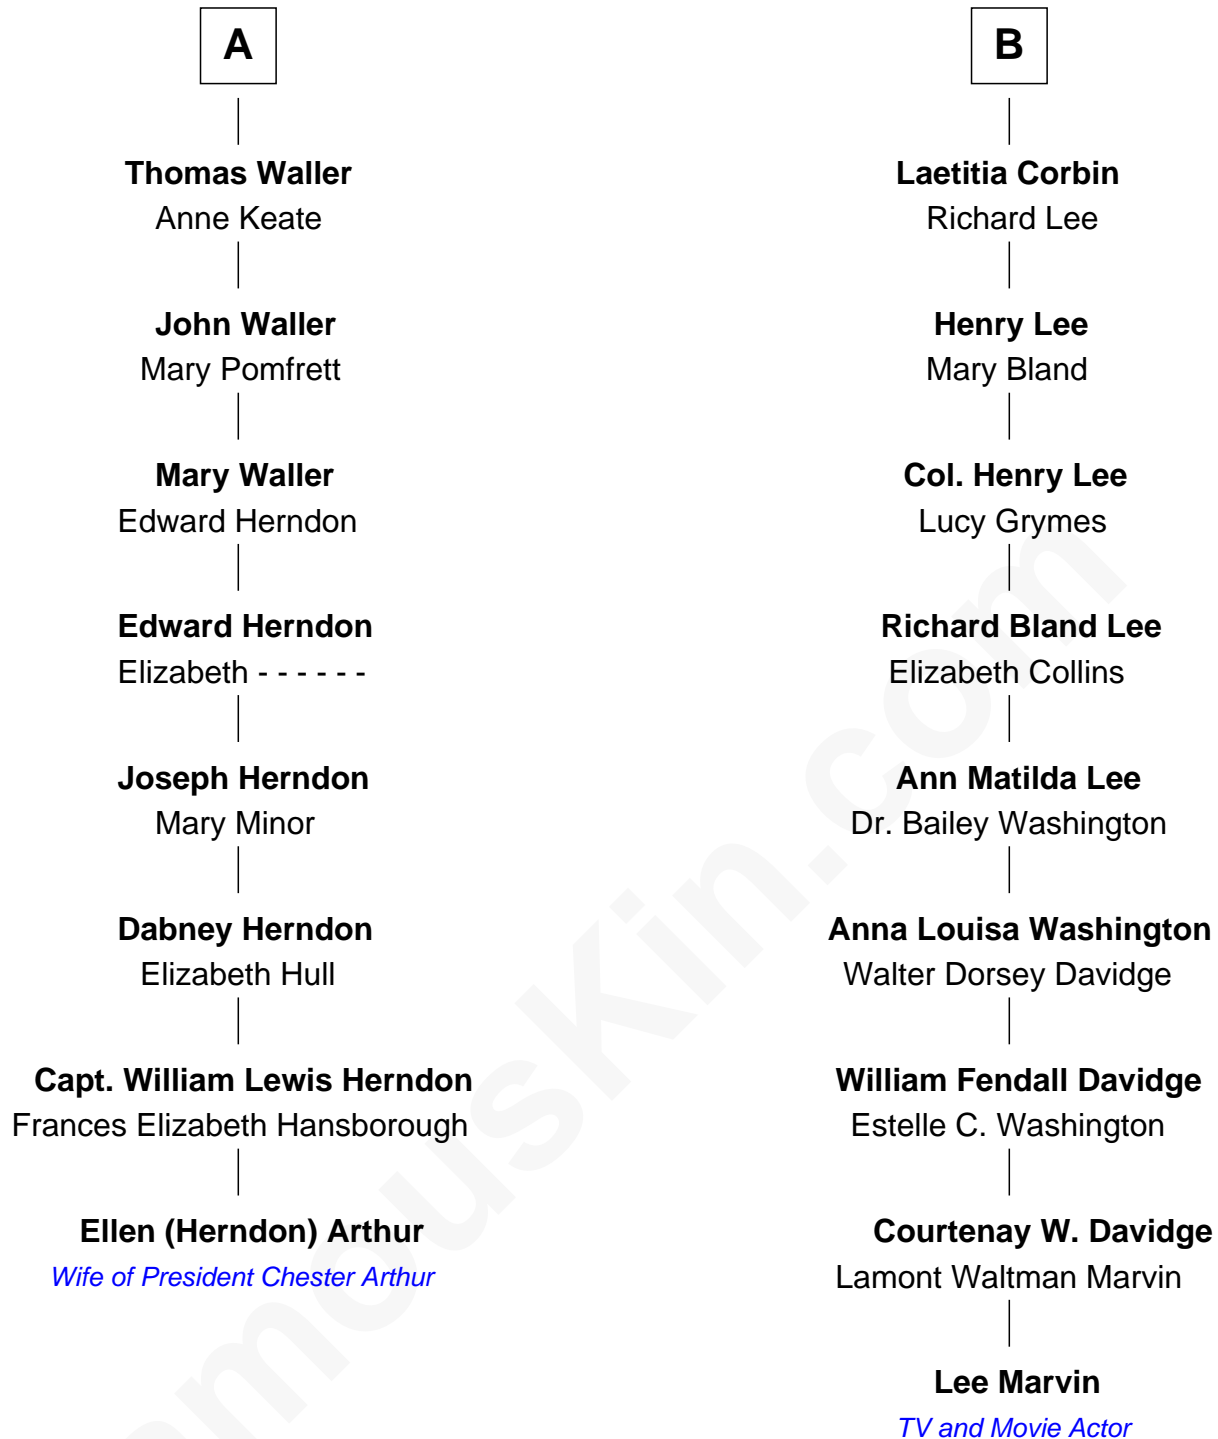 A
Thomas Waller
Anne Keate
John Waller
Mary Pomfrett
Mary Waller
Edward Herndon
Edward Herndon
Elizabeth - - - - - -
Joseph Herndon
Mary Minor
Dabney Herndon
Elizabeth Hull
Capt. William Lewis Herndon
Frances Elizabeth Hansborough
Ellen (Herndon) Arthur
Wife of President Chester Arthur
B
Laetitia Corbin
Richard Lee
Henry Lee
Mary Bland
Col. Henry Lee
Lucy Grymes
Richard Bland Lee
Elizabeth Collins
Ann Matilda Lee
Dr. Bailey Washington
Anna Louisa Washington
Walter Dorsey Davidge
William Fendall Davidge
Estelle C. Washington
Courtenay W. Davidge
Lamont Waltman Marvin
Lee Marvin
TV and Movie Actor
amousKin.com